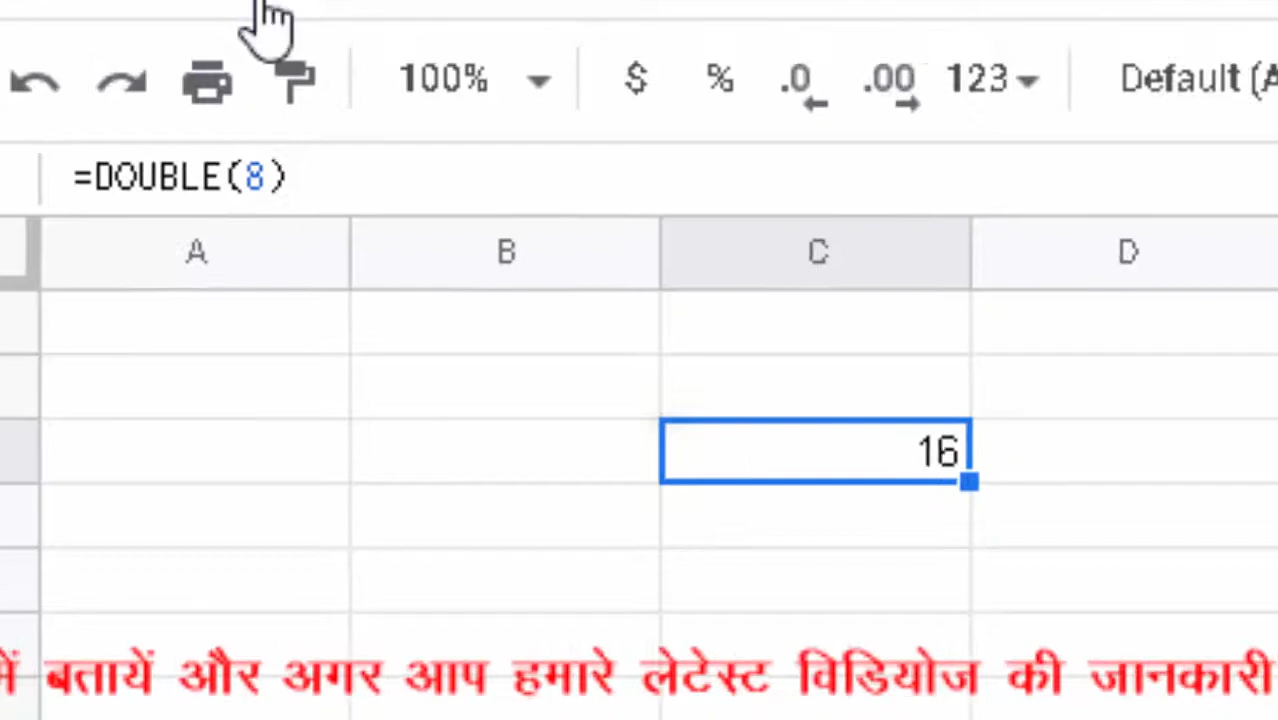 100% $ % .0 .00 123 Default (A
=DOUBLE(8)
A B C D
16
में बतायें और अगर आप हमारे लेटेस्ट विडियोज की जानकारी